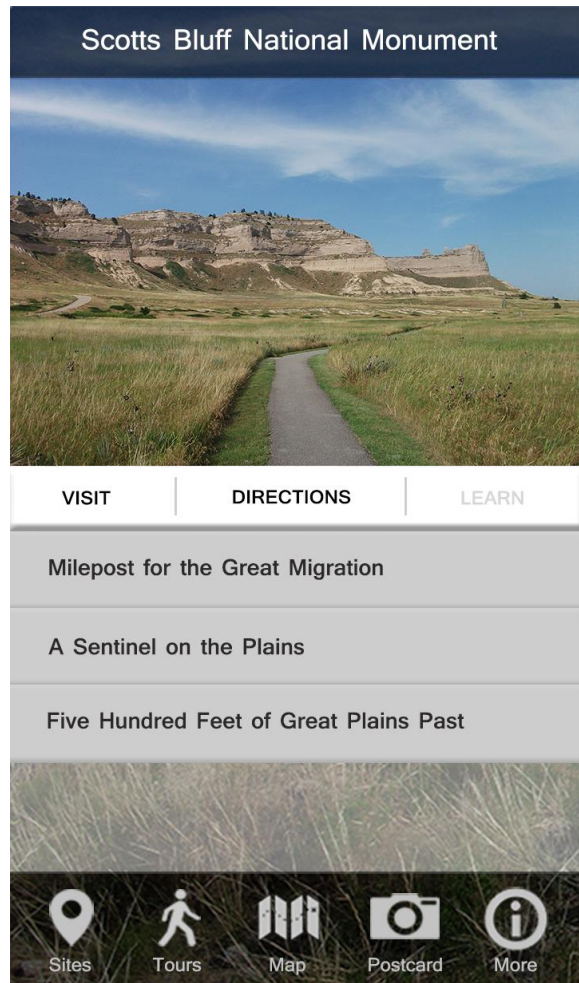 Scotts Bluff National Monument
VISIT
DIRECTIONS
LEARN
Milepost for the Great Migration
A Sentinel on the Plains
Five Hundred Feet of Great Plains Past
Sites
Tours
Map
Postcard
More